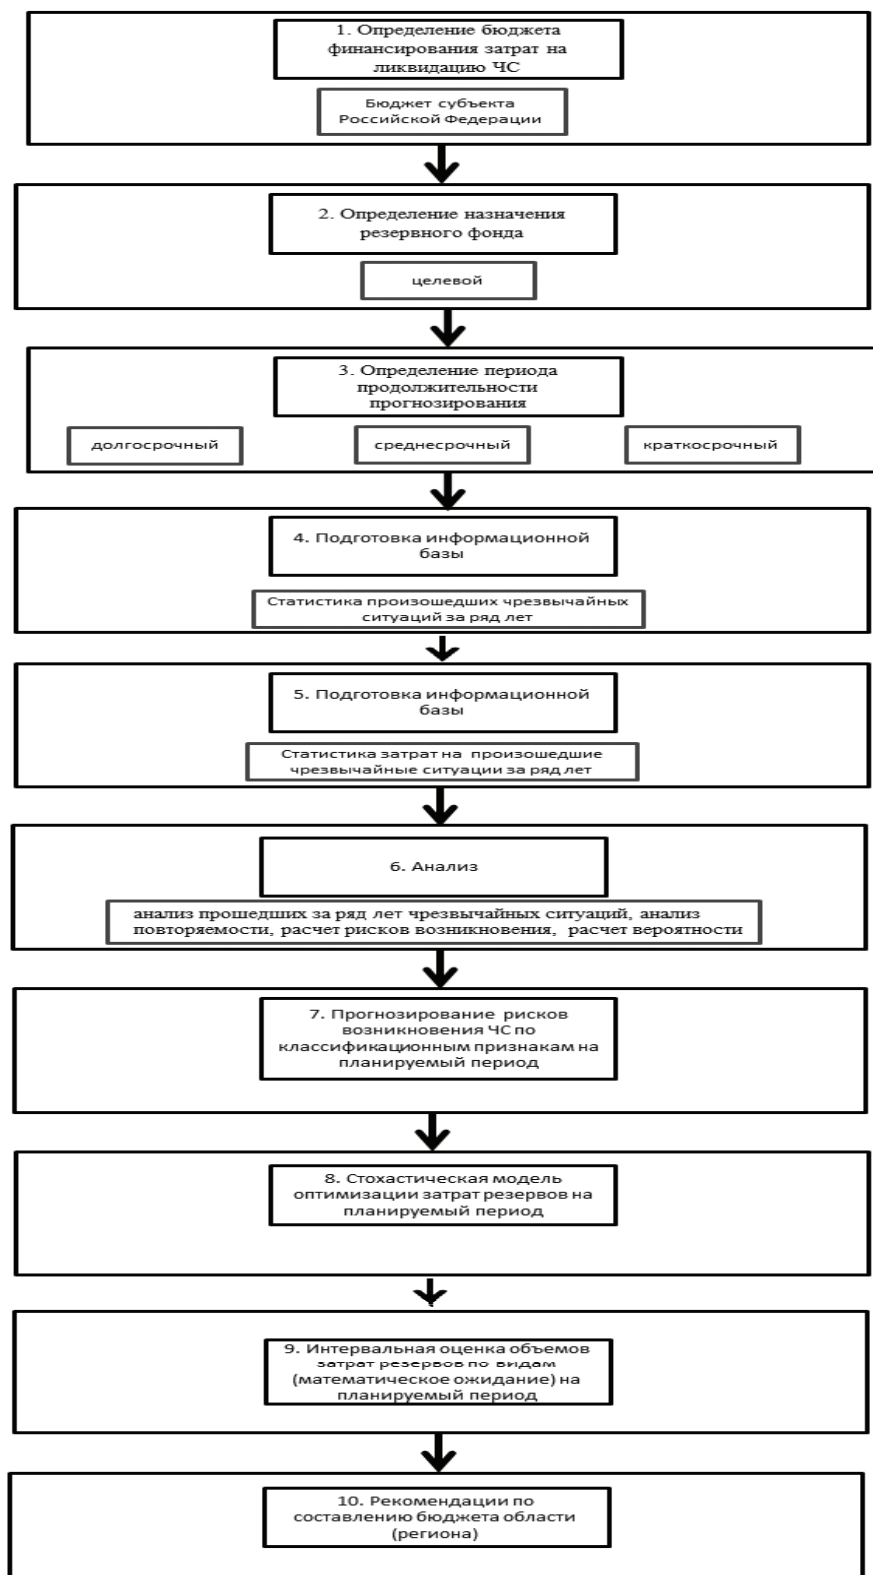 1. Определение бюджета
финансирования затрат на
ликвидацию ЧС
Бюджет субъекта
Российской Федерации
2. Определение назначения
резервного фонда
целевой
3. Определение периода
продолжительности
прогнозирования
долгосрочный
среднесрочный
краткосрочный
4. Подготовка информационной
базы
Статистика произошедших чрезвычайных
ситуаций за ряд лет
5. Подготовка информационной
базы
Статистика затрат на произошедшие
чрезвычайные ситуации за ряд лет
6. Анализ
анализ прошедших за ряд лет чрезвычайных ситуаций, анализ
повторяемости, расчет рисков возникновения, расчет вероятности
7. Прогнозирование рисков
возникновения ЧС по
классификационным признакам на
планируемый период
8. Стохастическая модель
оптимизации затрат резервов на
планируемый период
9. Интервальная оценка объемов
затрат резервов по видам
(математическое ожидание) на
планируемый период
10. Рекомендации по
составлению бюджета области
(региона)